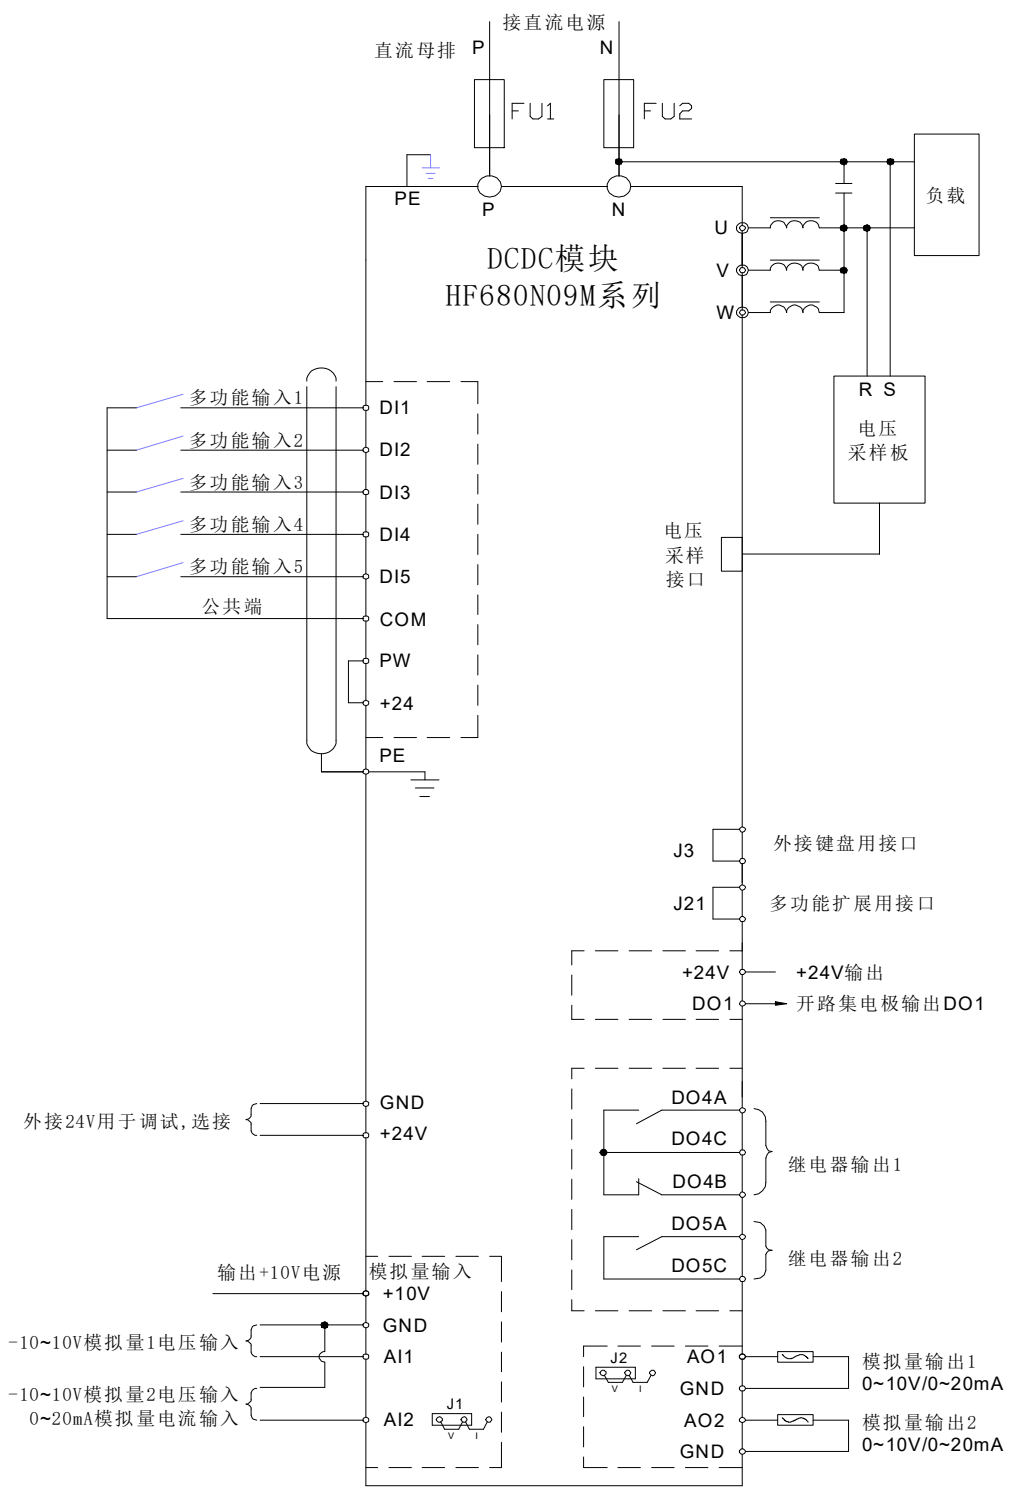 接直流电源
直流母排 P
N
FU1
FU2
PE
P
N
负载
DCDC模块
HF680N09M系列
U
V
W
R S
电压
采样板
多功能输入1
DI1
多功能输入2
DI2
多功能输入3
DI3
多功能输入4
DI4
多功能输入5
DI5
公共端
COM
PW
+24
PE
电压
采样
接口
J3
外接键盘用接口
J21
多功能扩展用接口
+24V
+24V输出
DO1
开路集电极输出DO1
外接24V用于调试,选接
GND
+24V
DO4A
DO4C
DO4B
继电器输出1
DO5A
DO5C
继电器输出2
输出+10V电源
模拟量输入
+10V
GND
-10~10V模拟量1电压输入
AI1
-10~10V模拟量2电压输入
0~20mA模拟量电流输入
AI2
J1
V I
J2
V I
AO1
GND
模拟量输出1
0~10V/0~20mA
AO2
GND
模拟量输出2
0~10V/0~20mA